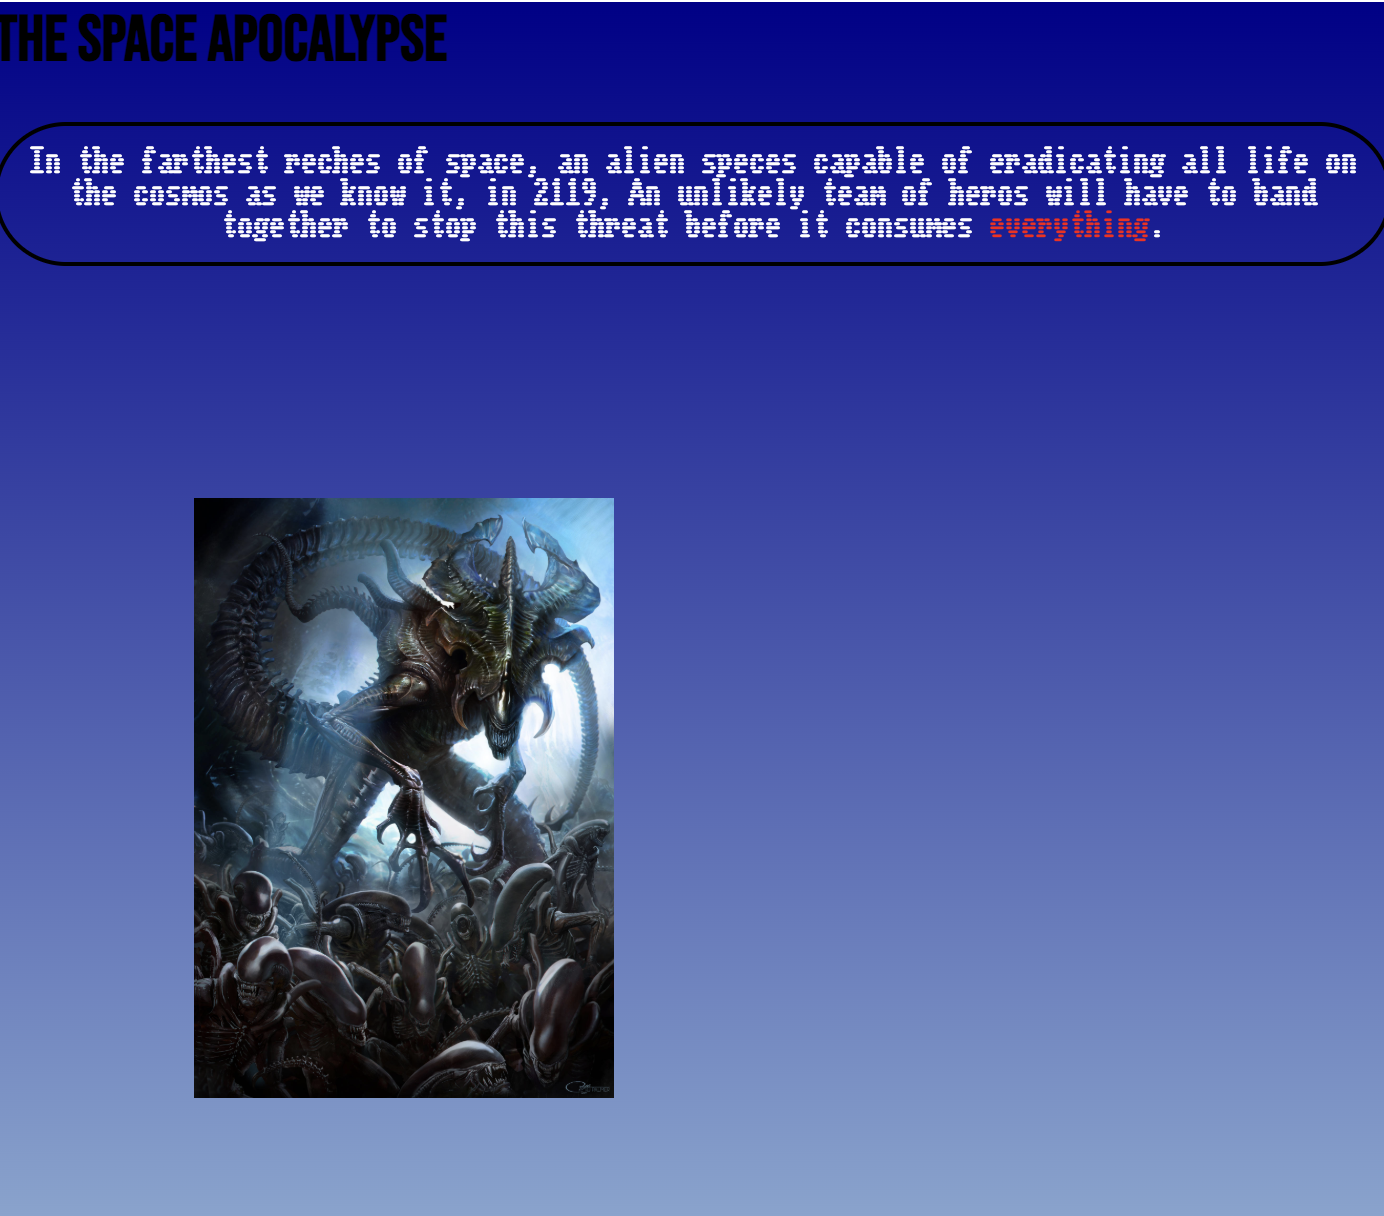 THE SPACE APOCALYPSE
In the farthest reches of space, an alien speces capable of eradicating all life on
the cosmos as we know it, in 2119, An unlikely team of heros will have to band
together to stop this threat before it consumes everything.